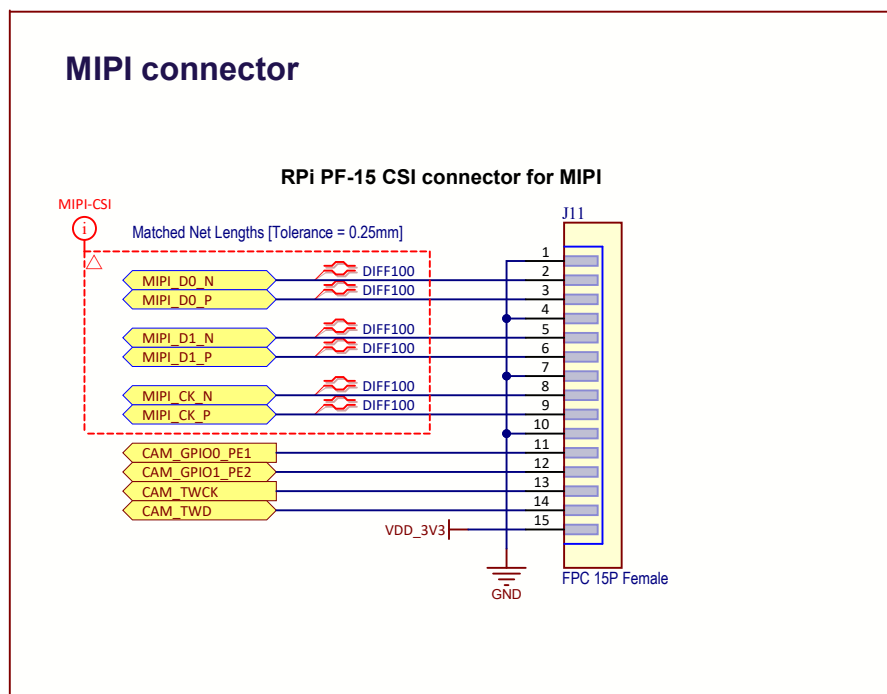 MIPI connector
RPi PF-15 CSI connector for MIPI
MIPI-CSI
i
Matched Net Lengths [Tolerance = 0.25mm]
J11
1
MIPI_D0_N DIFF100 2
MIPI_D0_P DIFF100 3
4
MIPI_D1_N DIFF100 5
MIPI_D1_P DIFF100 6
7
MIPI_CK_N DIFF100 8
MIPI_CK_P DIFF100 9
10
CAM_GPIO0_PE1 11
CAM_GPIO1_PE2 12
CAM_TWCK 13
CAM_TWD 14
VDD_3V3 15
FPC 15P Female
GND